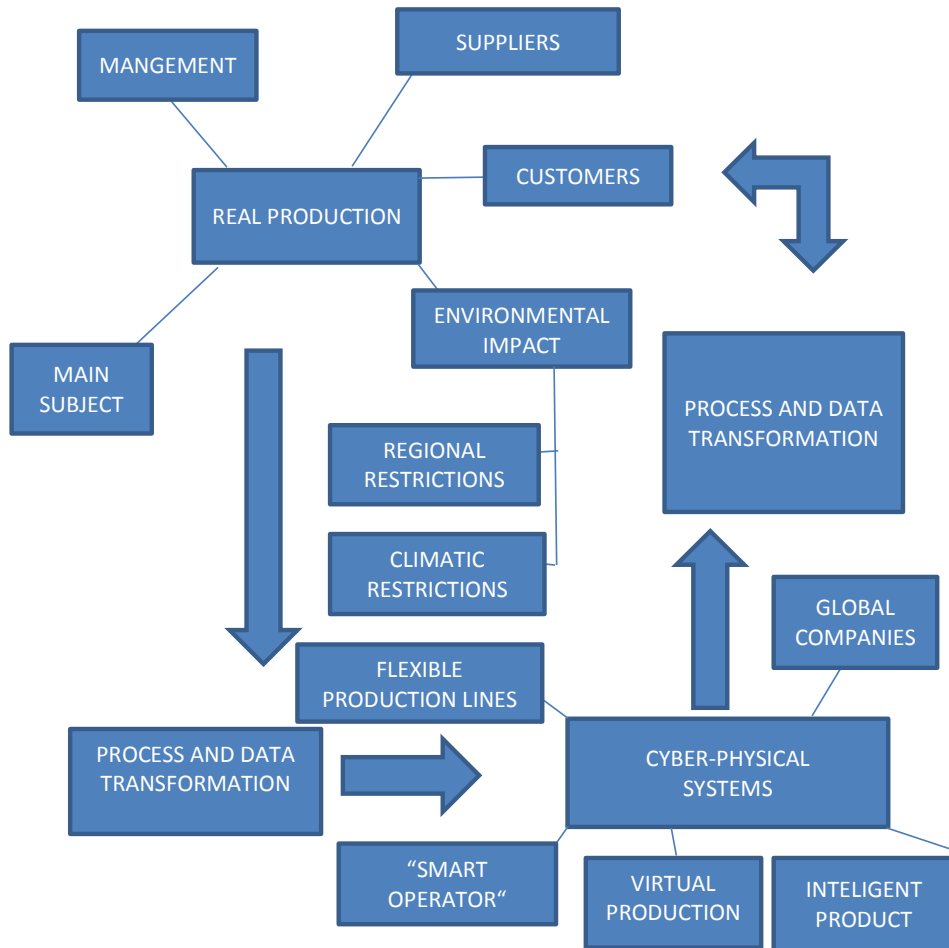 SUPPLIERS
MANGEMENT
CUSTOMERS
REAL PRODUCTION
ENVIRONMENTAL
IMPACT
MAIN
SUBJECT
PROCESS AND DATA
TRANSFORMATION
REGIONAL
RESTRICTIONS
CLIMATIC
RESTRICTIONS
GLOBAL
COMPANIES
FLEXIBLE
PRODUCTION LINES
PROCESS AND DATA
TRANSFORMATION
CYBER-PHYSICAL
SYSTEMS
“SMART
OPERATOR“
VIRTUAL
PRODUCTION
INTELIGENT
PRODUCT